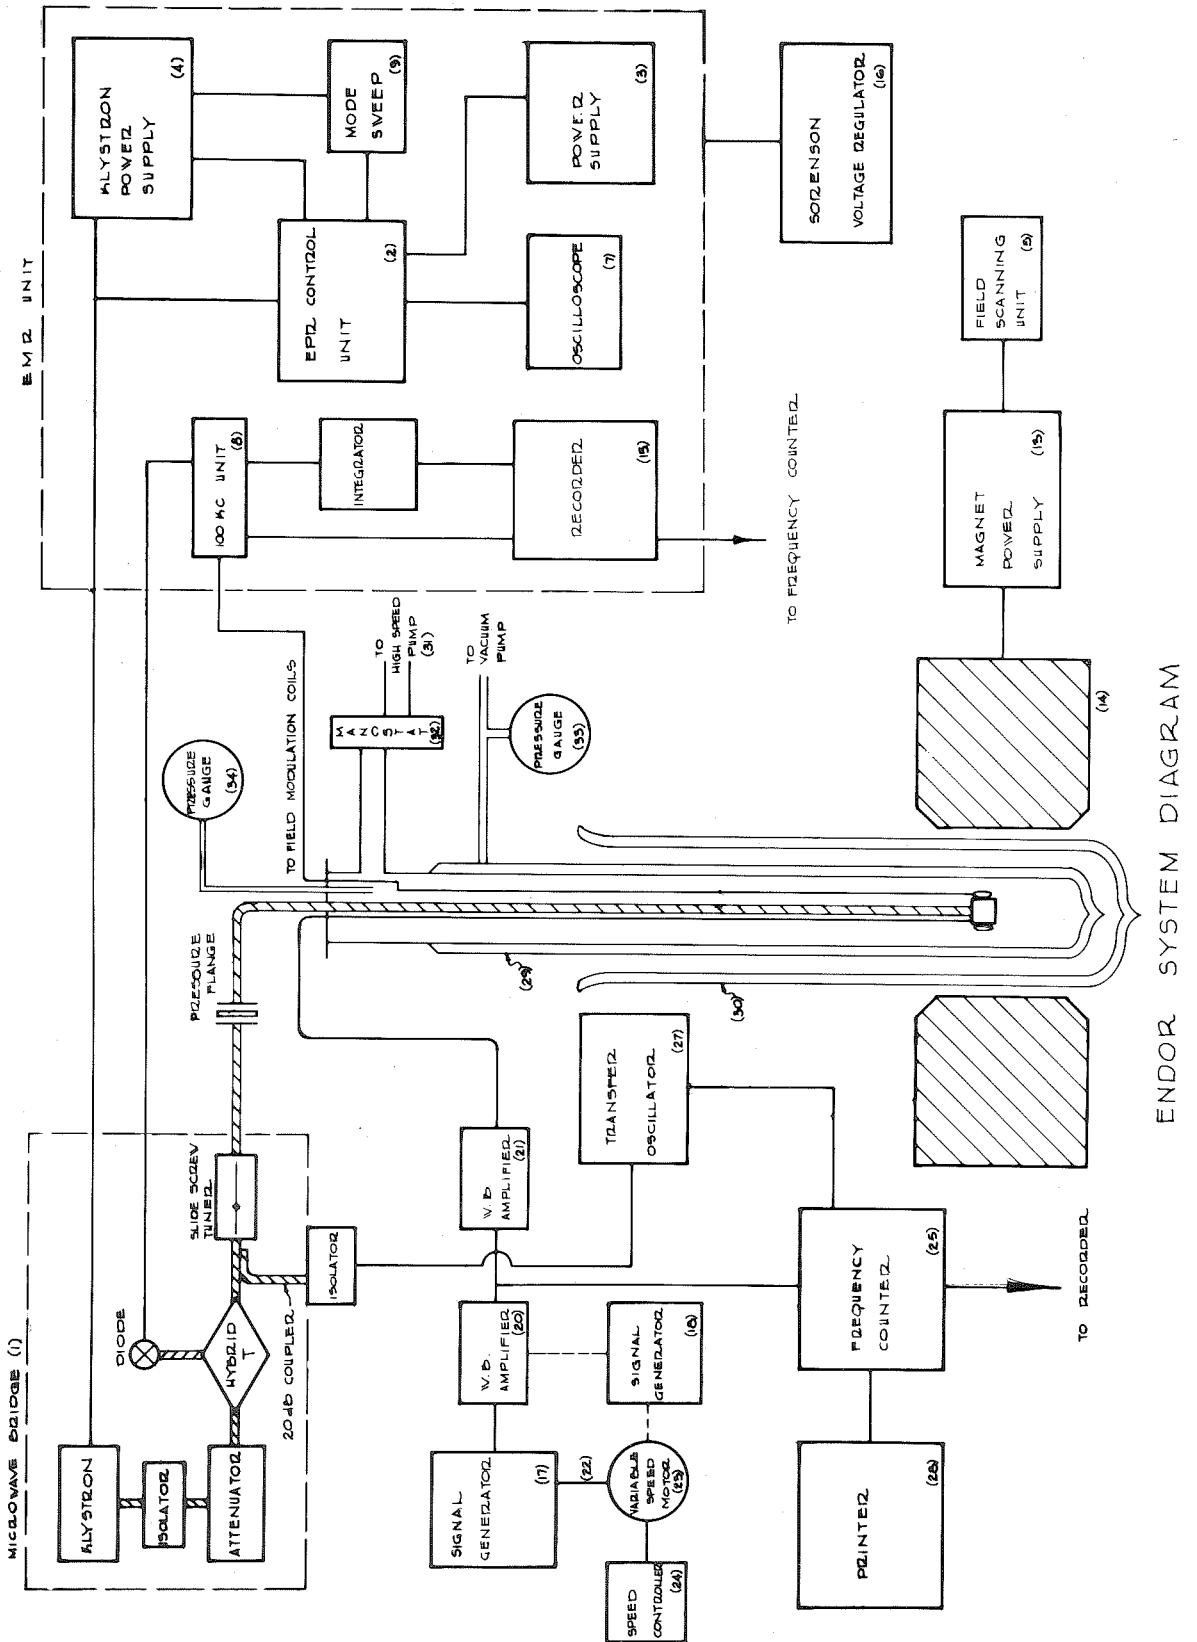 MICROWAVE BRIDGE (1)
KLYSTRON
ISOLATOR
ATTENUATOR
DIODE
HYBRID
T
20 dB COUPLER
SLIDE SCREW
TUNER
ISOLATOR
PRESSURE
FLANGE
PRESSURE
GAUGE
(34)
TO FIELD MODULATION COILS
MANOSTAT
(32)
TO
HIGH SPEED
PUMP
(31)
TO
VACUUM
PUMP
PRESSURE
GAUGE
(33)
EMR UNIT
KLYSTRON
POWER
SUPPLY
(4)
MODE
SWEEP
(9)
100 KC UNIT
(8)
EPR CONTROL
UNIT
(2)
INTEGRATOR
RECORDER
(15)
OSCILLOSCOPE
(7)
POWER
SUPPLY
(3)
TO FREQUENCY COUNTER
SORENSON
VOLTAGE REGULATOR
(16)
SIGNAL
GENERATOR
(17)
W.B.
AMPLIFIER
(20)
W.B.
AMPLIFIER
(21)
(22)
SPEED
CONTROLLER
(24)
VARIABLE
SPEED
MOTOR
(23)
SIGNAL
GENERATOR
(18)
TRANSFER
OSCILLATOR
(27)
(29)
(30)
PRINTER
(26)
FREQUENCY
COUNTER
(25)
TO RECORDER
(14)
MAGNET
POWER
SUPPLY
(13)
FIELD
SCANNING
UNIT
(5)
ENDOR SYSTEM DIAGRAM